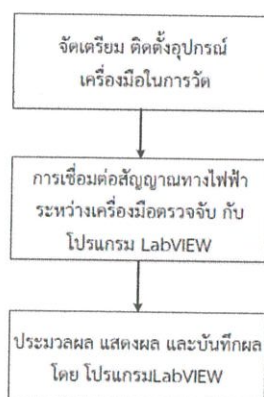 จัดเตรียม ติดตั้งอุปกรณ์
เครื่องมือในการวัด
การเชื่อมต่อสัญญาณทางไฟฟ้า
ระหว่างเครื่องมือตรวจจับ กับ
โปรแกรม LabVIEW
ประมวลผล แสดงผล และบันทึกผล
โดย โปรแกรมLabVIEW